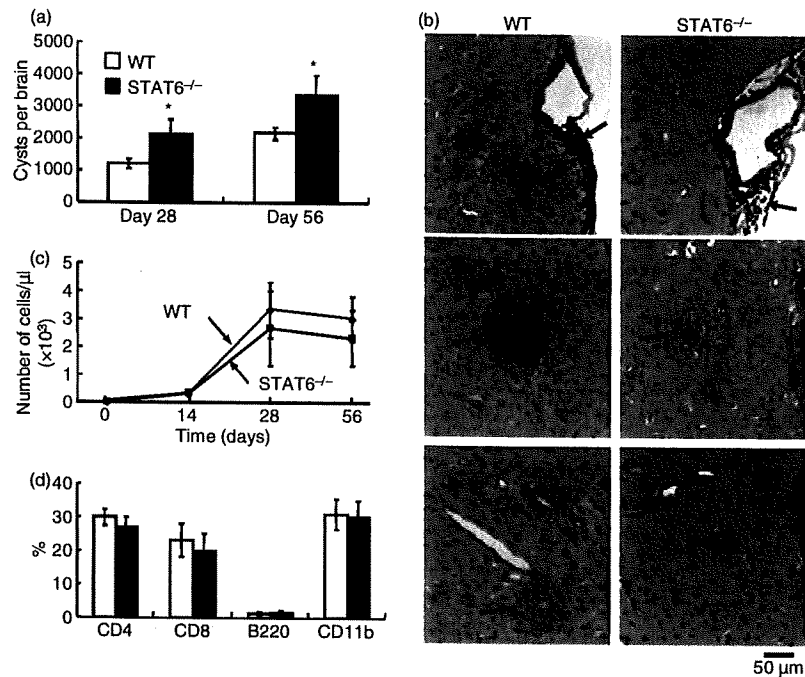 (a)
5000
4000
3000
2000
1000
0
Cysts per brain
WT
STAT6⁻/⁻
*
*
Day 28
Day 56
(b)
WT
STAT6⁻/⁻
(c)
5
4
3
2
1
0
Number of cells/µl
(×10³)
WT
STAT6⁻/⁻
0
14
28
56
Time (days)
(d)
40
30
20
10
0
%
CD4
CD8
B220
CD11b
50 µm